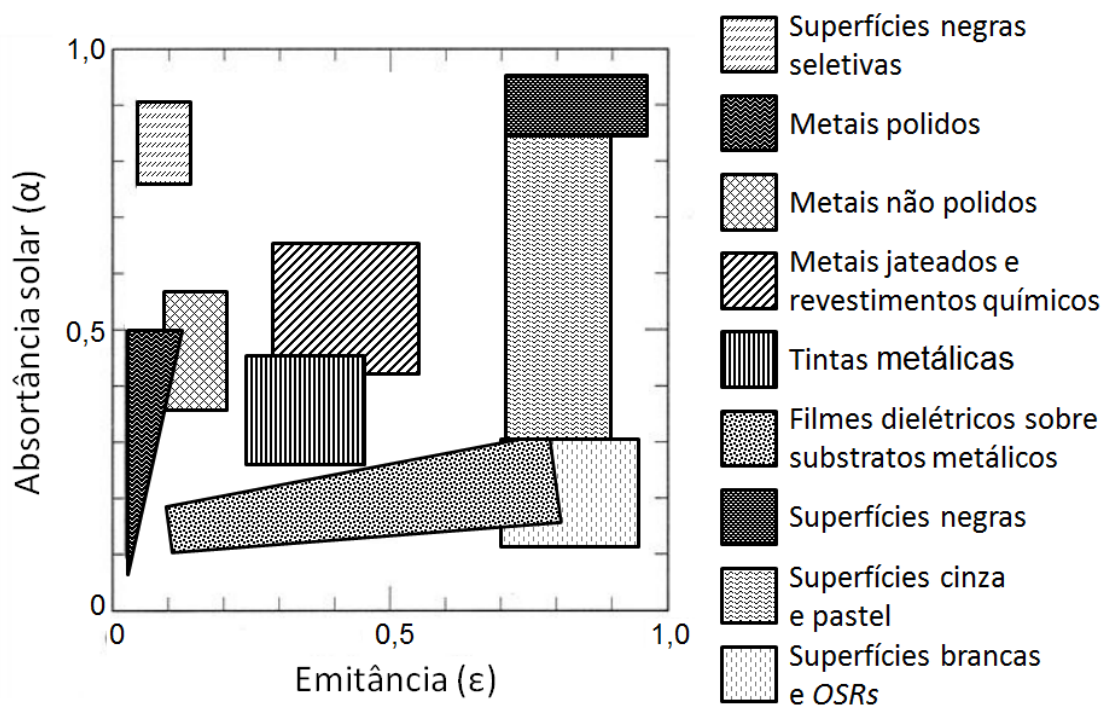 1,0
0,5
0
0
0,5
1,0
Absortância solar (α)
Emitância (ε)
Superfícies negras
seletivas
Metais polidos
Metais não polidos
Metais jateados e
revestimentos químicos
Tintas metálicas
Filmes dielétricos sobre
substratos metálicos
Superfícies negras
Superfícies cinza
e pastel
Superfícies brancas
e OSRs